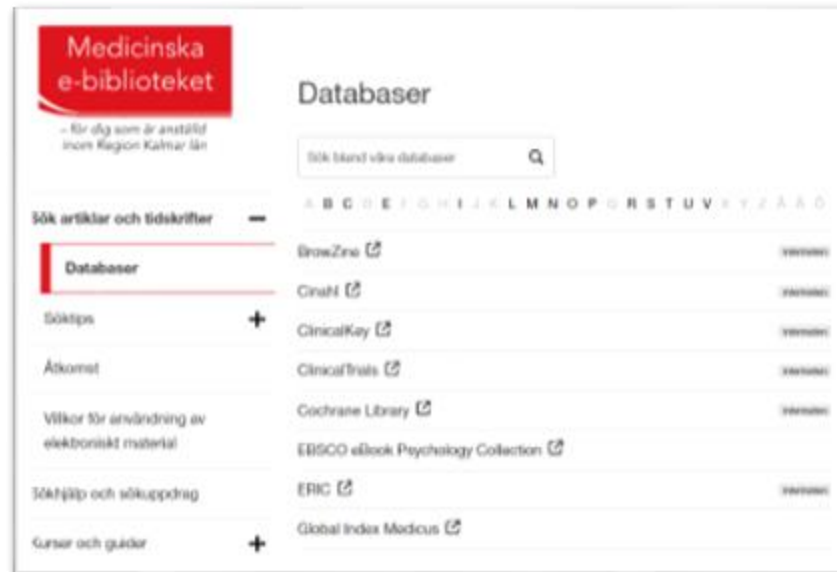 Medicinska
e-biblioteket
– för dig som är anställd
inom Region Kalmar län
Sök artiklar och tidskrifter
Databaser
Söktips
Åtkomst
Villkor för användning av
elektroniskt material
Sökhjälp och sökuppdrag
Kurser och guider
Databaser
Sök bland våra databaser
A B C D E F G H I J K L M N O P Q R S T U V W X Y Z Å Ä Ö
BrowZine
Cinahl
ClinicalKey
ClinicalTrials
Cochrane Library
EBSCO eBook Psychology Collection
ERIC
Global Index Medicus